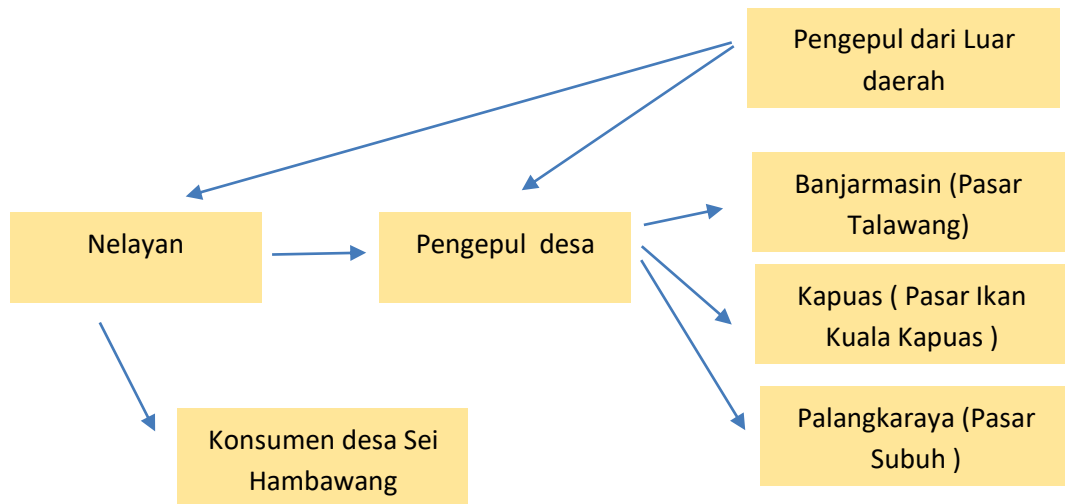 Pengepul dari Luar
daerah
Nelayan
Pengepul desa
Banjarmasin (Pasar
Talawang)
Kapuas ( Pasar Ikan
Kuala Kapuas )
Palangkaraya (Pasar
Subuh )
Konsumen desa Sei
Hambawang